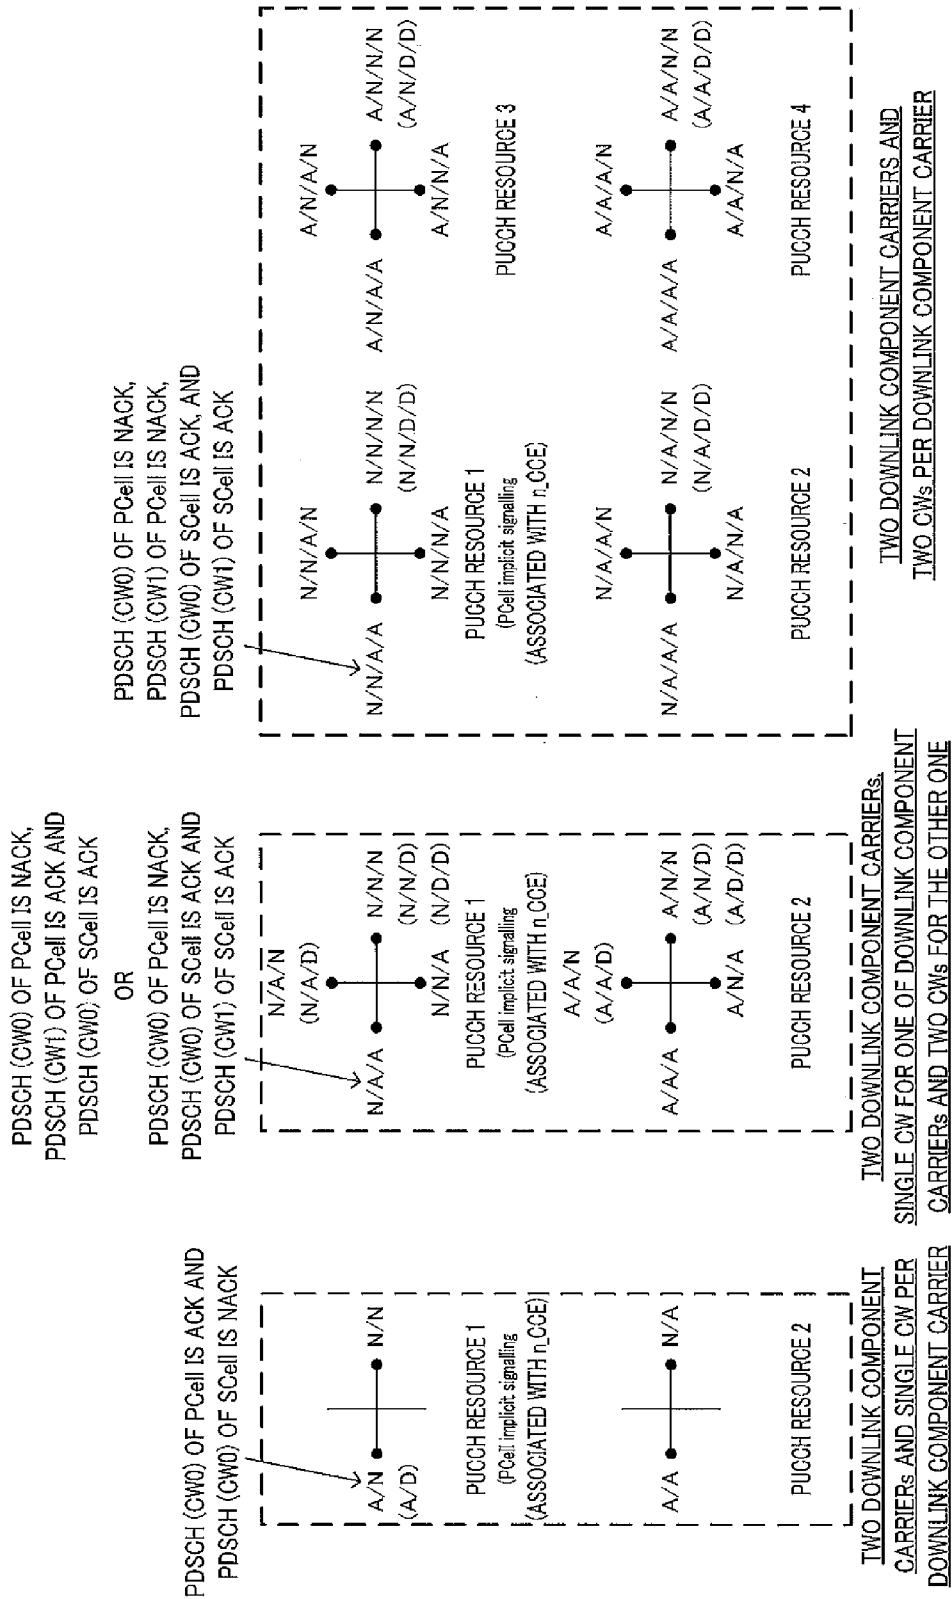 PDSCH (CW0) OF PCell IS ACK AND
PDSCH (CW0) OF SCell IS NACK
A/N
(A/D)
N/N
PUCCH RESOURCE 1
(PCell implicit signalling
(ASSOCIATED WITH n_CCE)
A/A
N/A
PUCCH RESOURCE 2
TWO DOWNLINK COMPONENT
CARRIERS AND SINGLE CW PER
DOWNLINK COMPONENT CARRIER
PDSCH (CW0) OF PCell IS NACK,
PDSCH (CW1) OF PCell IS ACK AND
PDSCH (CW0) OF SCell IS ACK
OR
PDSCH (CW0) OF PCell IS NACK,
PDSCH (CW0) OF SCell IS ACK AND
PDSCH (CW1) OF SCell IS ACK
N/A/N
(N/A/D)
N/A/A
N/N/N
(N/N/D)
N/N/A (N/D/D)
PUCCH RESOURCE 1
(PCell implicit signalling
(ASSOCIATED WITH n_CCE)
A/A/N
(A/A/D)
A/A/A
A/N/N
(A/N/D)
A/N/A (A/D/D)
PUCCH RESOURCE 2
TWO DOWNLINK COMPONENT CARRIERS,
SINGLE CW FOR ONE OF DOWNLINK COMPONENT
CARRIERs AND TWO CWs FOR THE OTHER ONE
PDSCH (CW0) OF PCell IS NACK,
PDSCH (CW1) OF PCell IS NACK,
PDSCH (CW0) OF SCell IS ACK, AND
PDSCH (CW1) OF SCell IS ACK
N/N/A/N
N/N/A/A
N/N/N/N
(N/N/D/D)
N/N/N/A
PUCCH RESOURCE 1
(PCell implicit signalling
(ASSOCIATED WITH n_CCE)
A/N/A/N
A/N/A/A
A/N/N/N
(A/N/D/D)
A/N/N/A
PUCCH RESOURCE 3
N/A/A/N
N/A/A/A
N/A/N/N
(N/A/D/D)
N/A/N/A
PUCCH RESOURCE 2
A/A/A/N
A/A/A/A
A/A/N/N
(A/A/D/D)
A/A/N/A
PUCCH RESOURCE 4
TWO DOWNLINK COMPONENT CARRIERS AND
TWO CWs PER DOWNLINK COMPONENT CARRIER